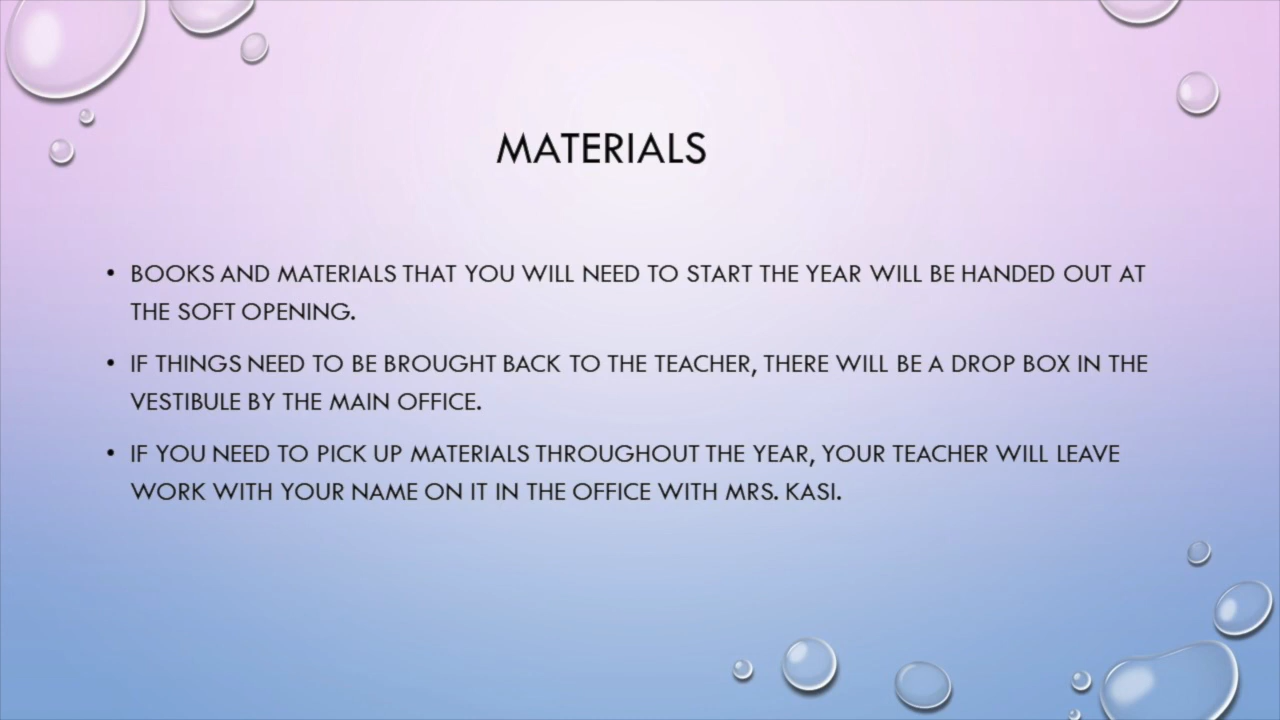 MATERIALS
• BOOKS AND MATERIALS THAT YOU WILL NEED TO START THE YEAR WILL BE HANDED OUT AT
THE SOFT OPENING.
• IF THINGS NEED TO BE BROUGHT BACK TO THE TEACHER, THERE WILL BE A DROP BOX IN THE
VESTIBULE BY THE MAIN OFFICE.
• IF YOU NEED TO PICK UP MATERIALS THROUGHOUT THE YEAR, YOUR TEACHER WILL LEAVE
WORK WITH YOUR NAME ON IT IN THE OFFICE WITH MRS. KASI.